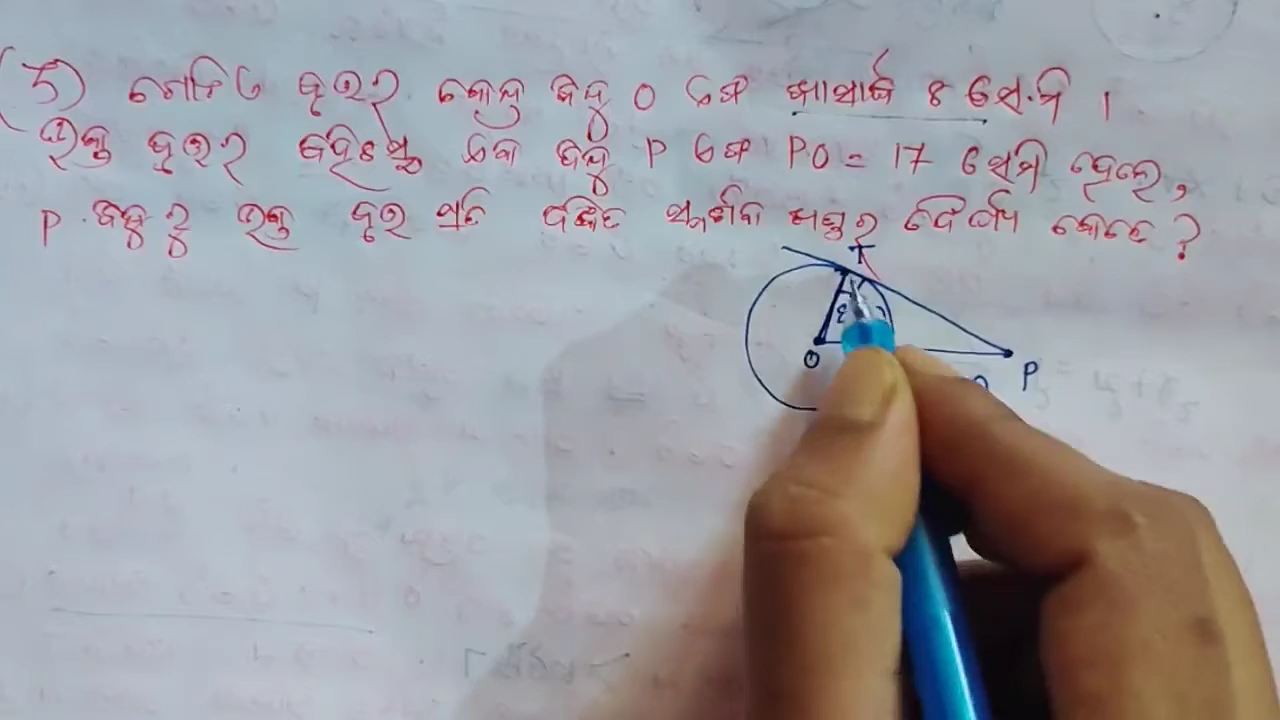 (5) ଗୋଟିଏ ବୃତ୍ତର କେନ୍ଦ୍ର ବିନ୍ଦୁ O ଏବଂ ବ୍ୟାସାର୍ଦ୍ଧ 8 ସେ.ମି ।
ଉକ୍ତ ବୃତ୍ତର ବହିଃସ୍ଥ ଏକ ବିନ୍ଦୁ P ଏବଂ PO = 17 ସେମି ହେଲେ,
P ବିନ୍ଦୁରୁ ଉକ୍ତ ବୃତ୍ତ ପ୍ରତି ଅଙ୍କିତ ସ୍ପର୍ଶକ ଖଣ୍ଡର ଦୈର୍ଘ୍ୟ କେତେ ?
T
8
O
P